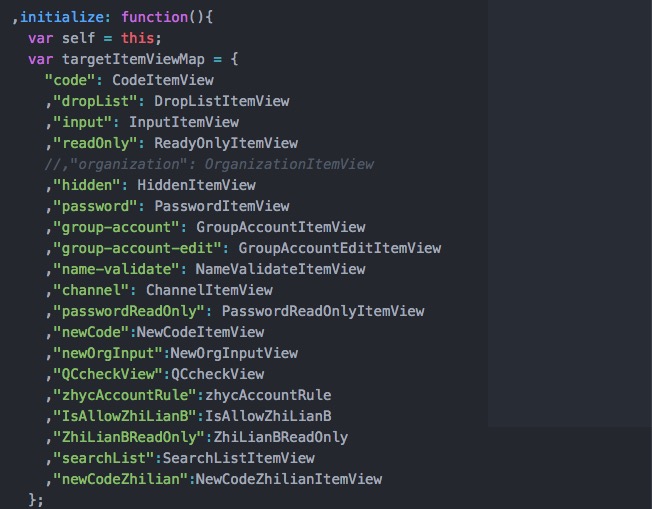 ,initialize: function(){
var self = this;
var targetItemViewMap = {
"code": CodeItemView
,"dropList": DropListItemView
,"input": InputItemView
,"readOnly": ReadyOnlyItemView
//,"organization": OrganizationItemView
,"hidden": HiddenItemView
,"password": PasswordItemView
,"group-account": GroupAccountItemView
,"group-account-edit": GroupAccountEditItemView
,"name-validate": NameValidateItemView
,"channel": ChannelItemView
,"passwordReadOnly": PasswordReadOnlyItemView
,"newCode":NewCodeItemView
,"newOrgInput":NewOrgInputView
,"QCcheckView":QCcheckView
,"zhycAccountRule":zhycAccountRule
,"IsAllowZhiLianB":IsAllowZhiLianB
,"ZhiLianBReadOnly":ZhiLianBReadOnly
,"searchList":SearchListItemView
,"newCodeZhilian":NewCodeZhilianItemView
};